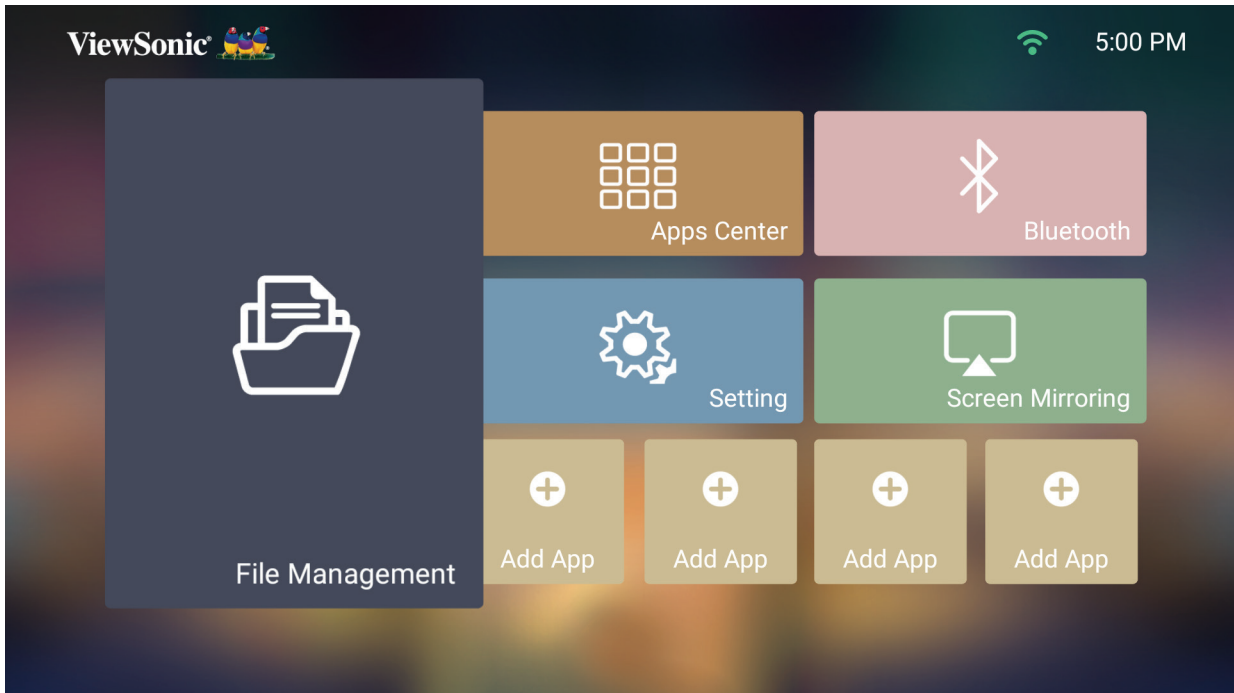 ViewSonic®
5:00 PM
Apps Center
Bluetooth
Setting
Screen Mirroring
File Management
Add App
Add App
Add App
Add App